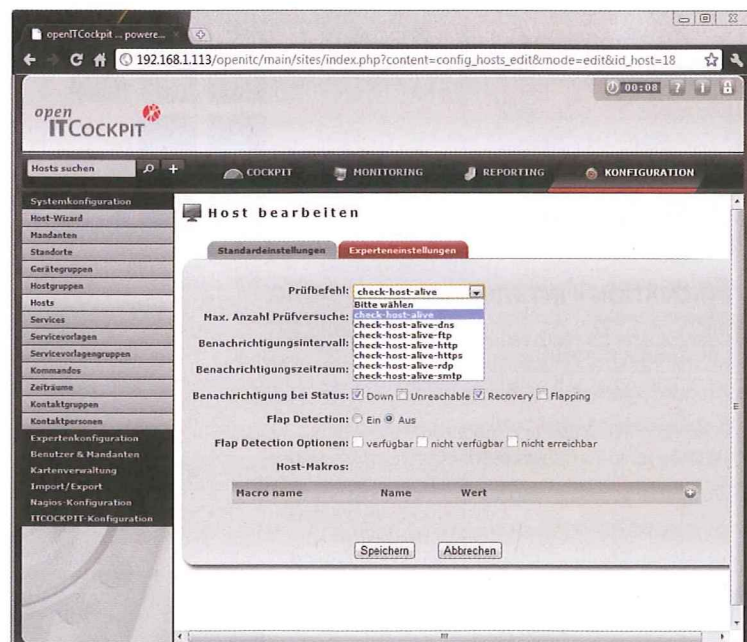 openITCockpit ... powere...
192.168.1.113/openitc/main/sites/index.php?content=config_hosts_edit&mode=edit&id_host=18
00:08 ? i
open
ITCOCKPIT
Hosts suchen + COCKPIT MONITORING REPORTING KONFIGURATION
Systemkonfiguration
Host-Wizard
Mandanten
Standorte
Gerätegruppen
Hostgruppen
Hosts
Services
Servicevorlagen
Servicevorlagengruppen
Kommandos
Zeiträume
Kontaktgruppen
Kontaktpersonen
Expertenkonfiguration
Benutzer & Mandanten
Kartenverwaltung
Import/Export
Nagios-Konfiguration
ITCOCKPIT-Konfiguration
Host bearbeiten
Standardeinstellungen Experteneinstellungen
Prüfbefehl: check-host-alive
Bitte wählen
Max. Anzahl Prüfversuche: check-host-alive
check-host-alive-dns
check-host-alive-ftp
Benachrichtigungsintervall: check-host-alive-http
check-host-alive-https
Benachrichtigungszeitraum: check-host-alive-rdp
check-host-alive-smtp
Benachrichtigung bei Status: Down Unreachable Recovery Flapping
Flap Detection: Ein Aus
Flap Detection Optionen: verfügbar nicht verfügbar nicht erreichbar
Host-Makros:
Macro name Name Wert
Speichern Abbrechen